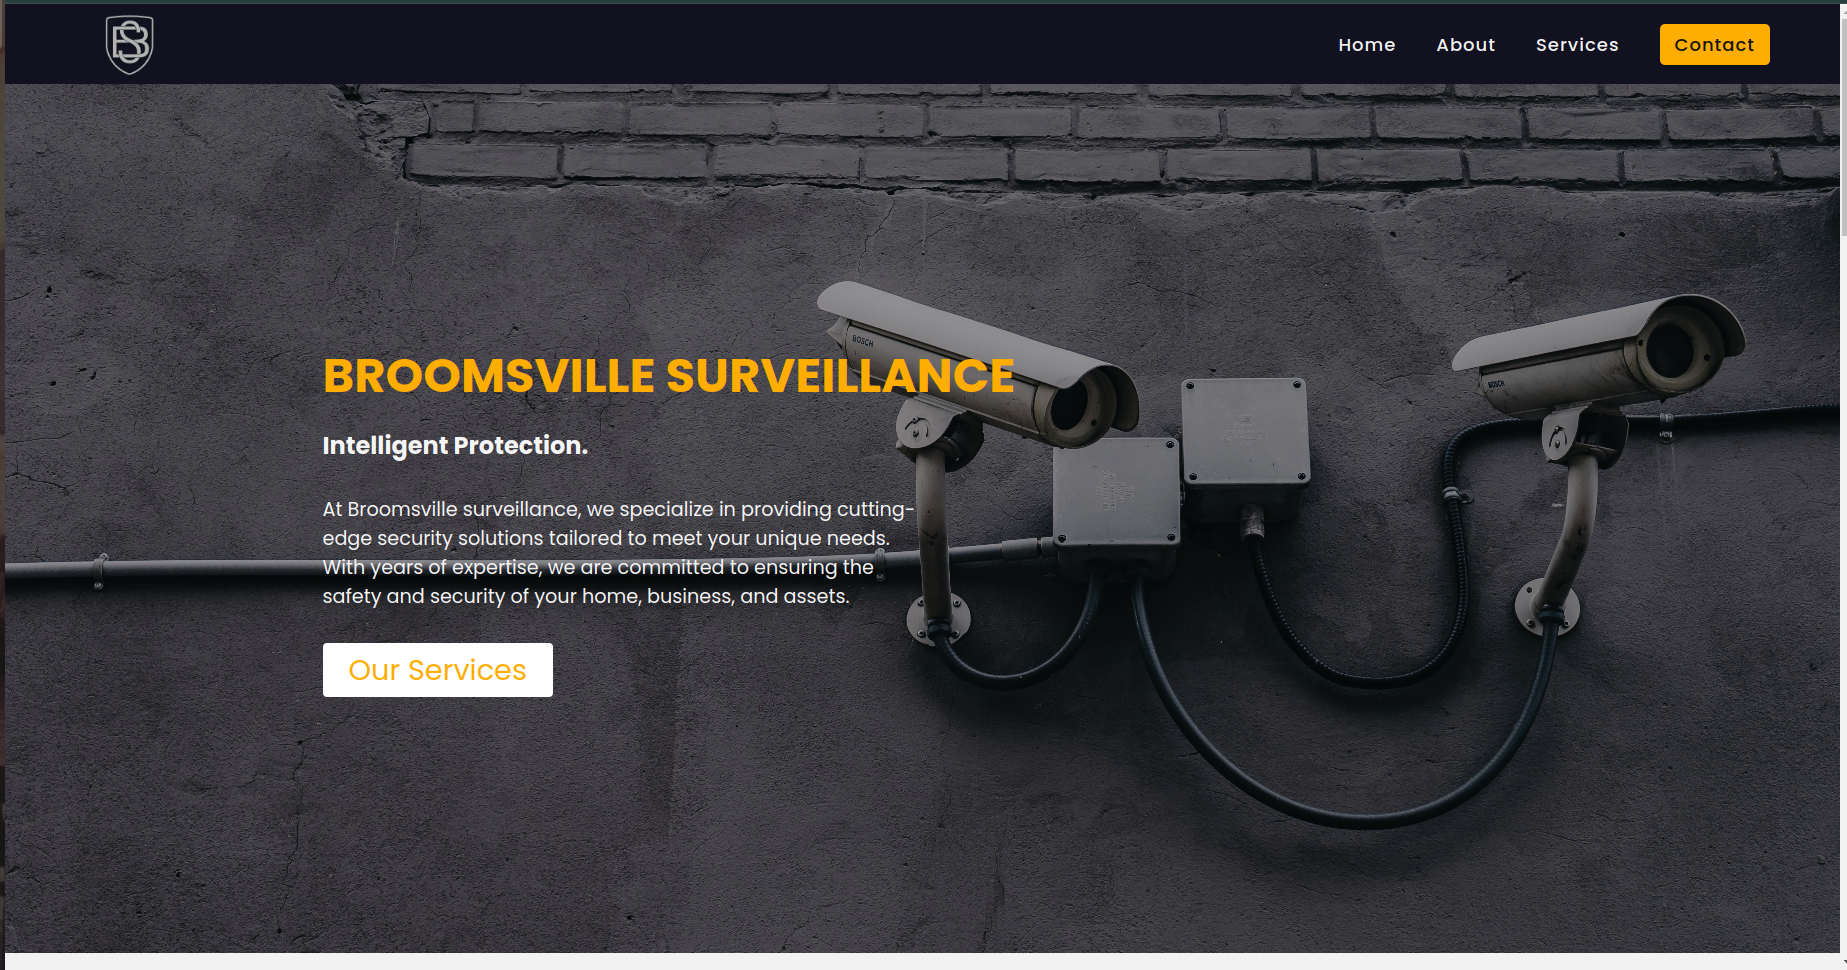 BS
Home About Services Contact
BOSCH
BOSCH
BROOMSVILLE SURVEILLANCE
Intelligent Protection.
At Broomsville surveillance, we specialize in providing cutting-
edge security solutions tailored to meet your unique needs.
With years of expertise, we are committed to ensuring the
safety and security of your home, business, and assets.
Our Services